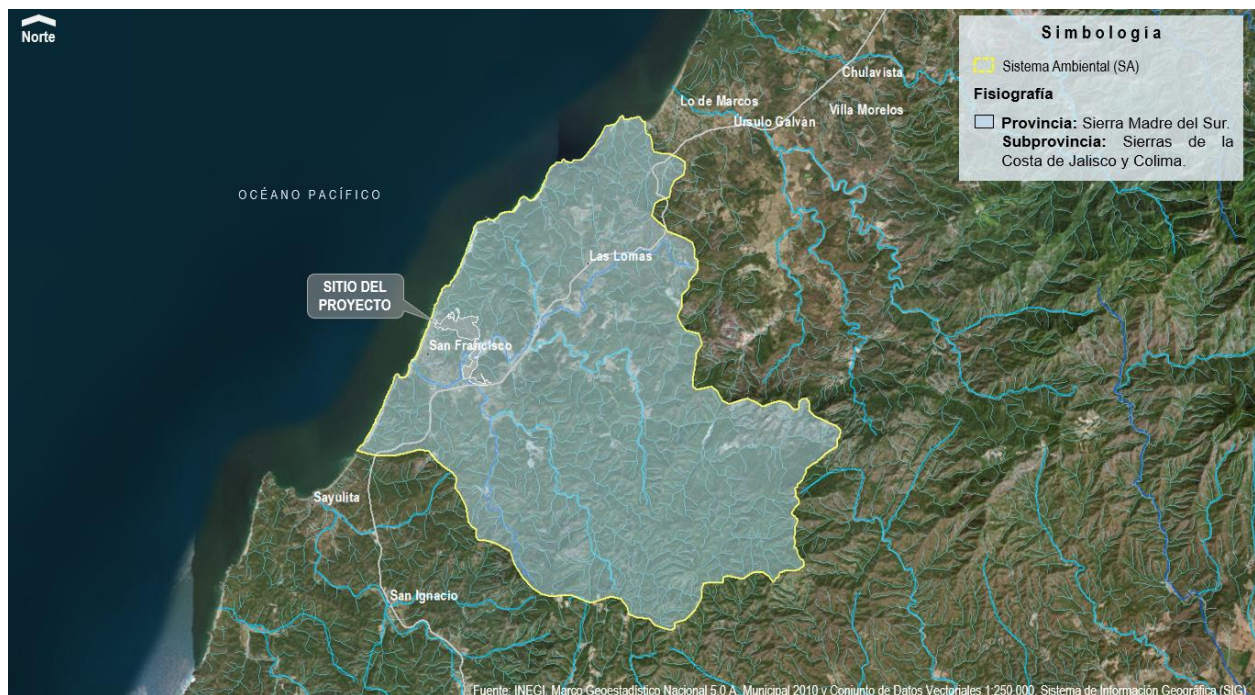 Norte
Simbología
Sistema Ambiental (SA)
Fisiografía
Provincia: Sierra Madre del Sur.
Subprovincia: Sierras de la
Costa de Jalisco y Colima.
Chulavista
Lo de Marcos
Villa Morelos
Úrsulo Galván
OCÉANO PACÍFICO
Las Lomas
SITIO DEL
PROYECTO
San Francisco
Sayulita
San Ignacio
Fuente: INEGI. Marco Geoestadístico Nacional 5.0 A. Municipal 2010 y Conjunto de Datos Vectoriales 1:250 000. Sistema de Información Geográfica (SIG)